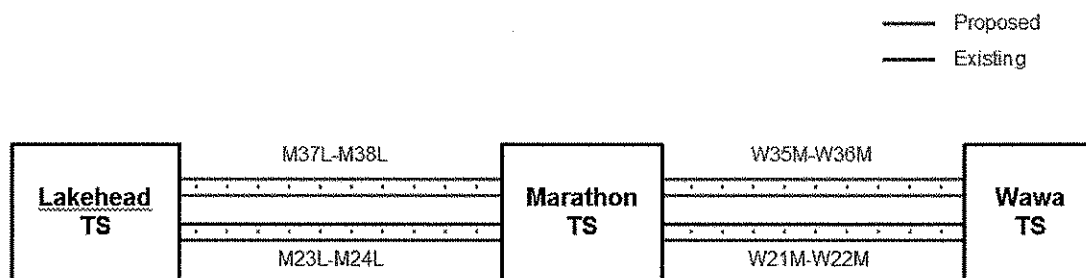 Proposed
Existing
M37L-M38L
W35M-W36M
Lakehead
TS
Marathon
TS
Wawa
TS
M23L-M24L
W21M-W22M